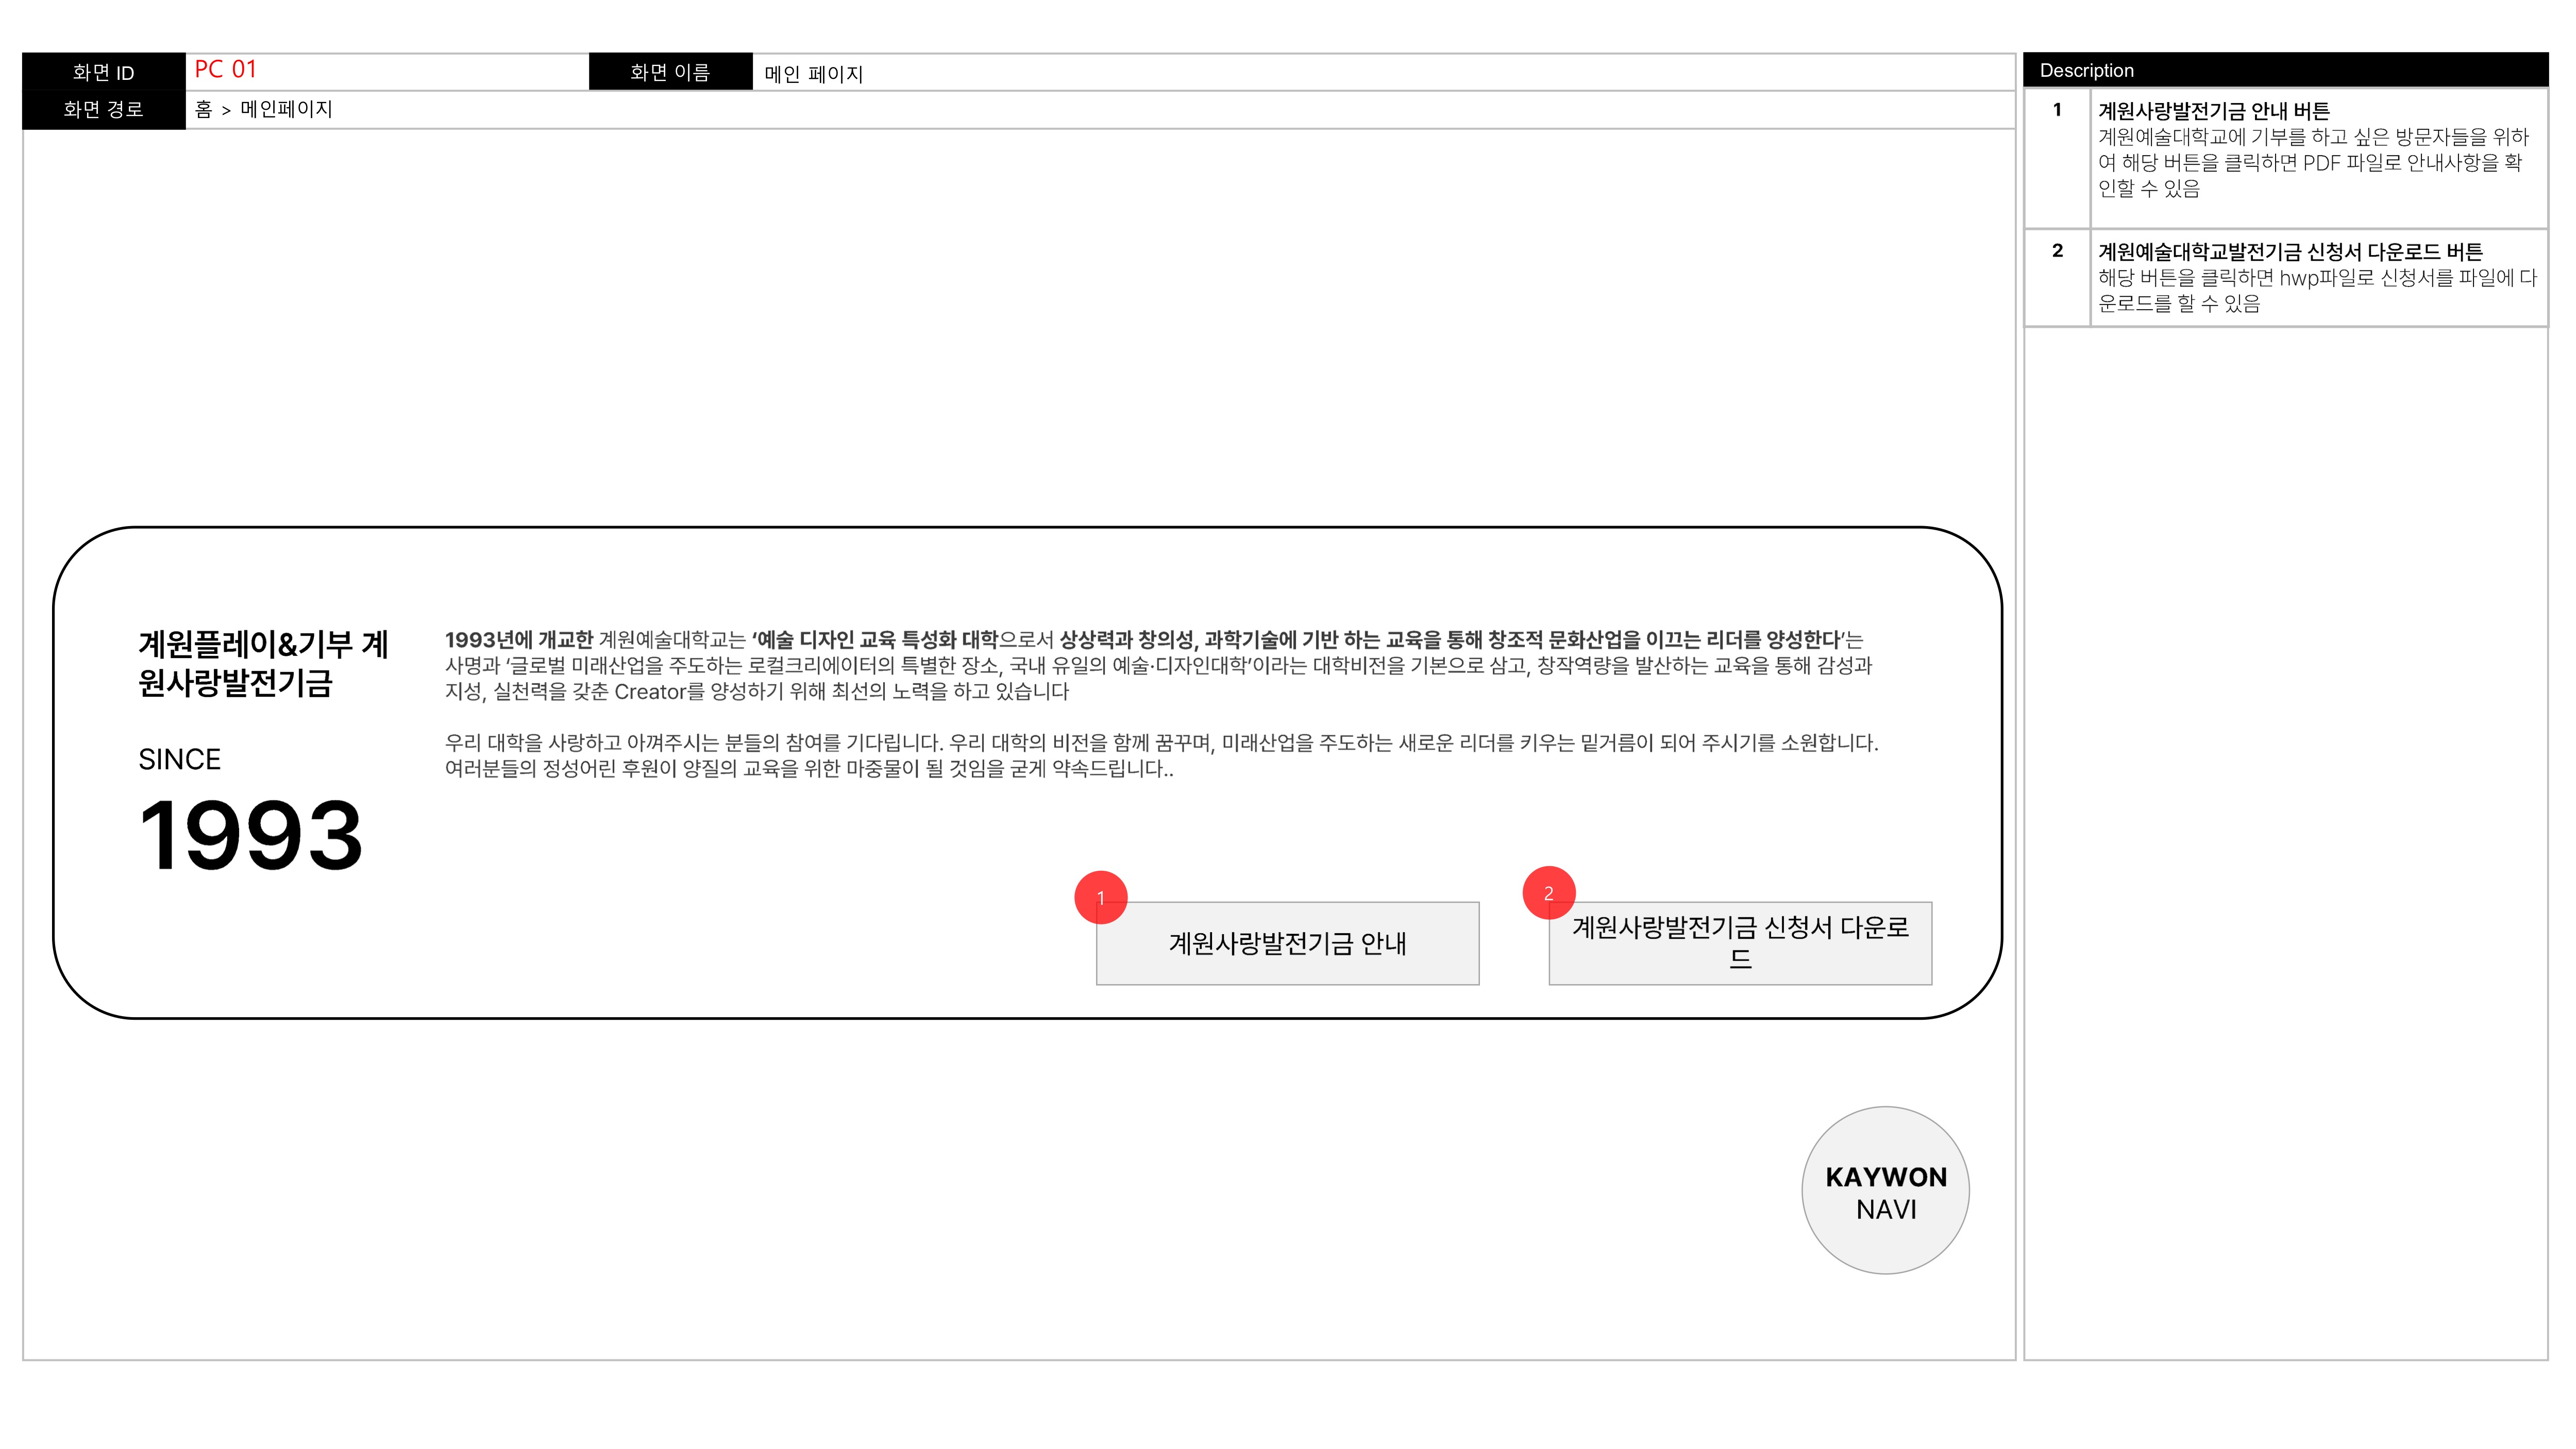 화면 ID
PC 01
화면 이름
메인 페이지
화면 경로
홈 > 메인페이지
계원플레이&기부 계
원사랑발전기금
SINCE
1993
1993년에 개교한 계원예술대학교는 ‘예술 디자인 교육 특성화 대학으로서 상상력과 창의성, 과학기술에 기반 하는 교육을 통해 창조적 문화산업을 이끄는 리더를 양성한다’는
사명과 ‘글로벌 미래산업을 주도하는 로컬크리에이터의 특별한 장소, 국내 유일의 예술·디자인대학’이라는 대학비전을 기본으로 삼고, 창작역량을 발산하는 교육을 통해 감성과
지성, 실천력을 갖춘 Creator를 양성하기 위해 최선의 노력을 하고 있습니다
우리 대학을 사랑하고 아껴주시는 분들의 참여를 기다립니다. 우리 대학의 비전을 함께 꿈꾸며, 미래산업을 주도하는 새로운 리더를 키우는 밑거름이 되어 주시기를 소원합니다.
여러분들의 정성어린 후원이 양질의 교육을 위한 마중물이 될 것임을 굳게 약속드립니다..
1
계원사랑발전기금 안내
2
계원사랑발전기금 신청서 다운로
드
KAYWON
NAVI
Description
1
계원사랑발전기금 안내 버튼
계원예술대학교에 기부를 하고 싶은 방문자들을 위하
여 해당 버튼을 클릭하면 PDF 파일로 안내사항을 확
인할 수 있음
2
계원예술대학교발전기금 신청서 다운로드 버튼
해당 버튼을 클릭하면 hwp파일로 신청서를 파일에 다
운로드를 할 수 있음